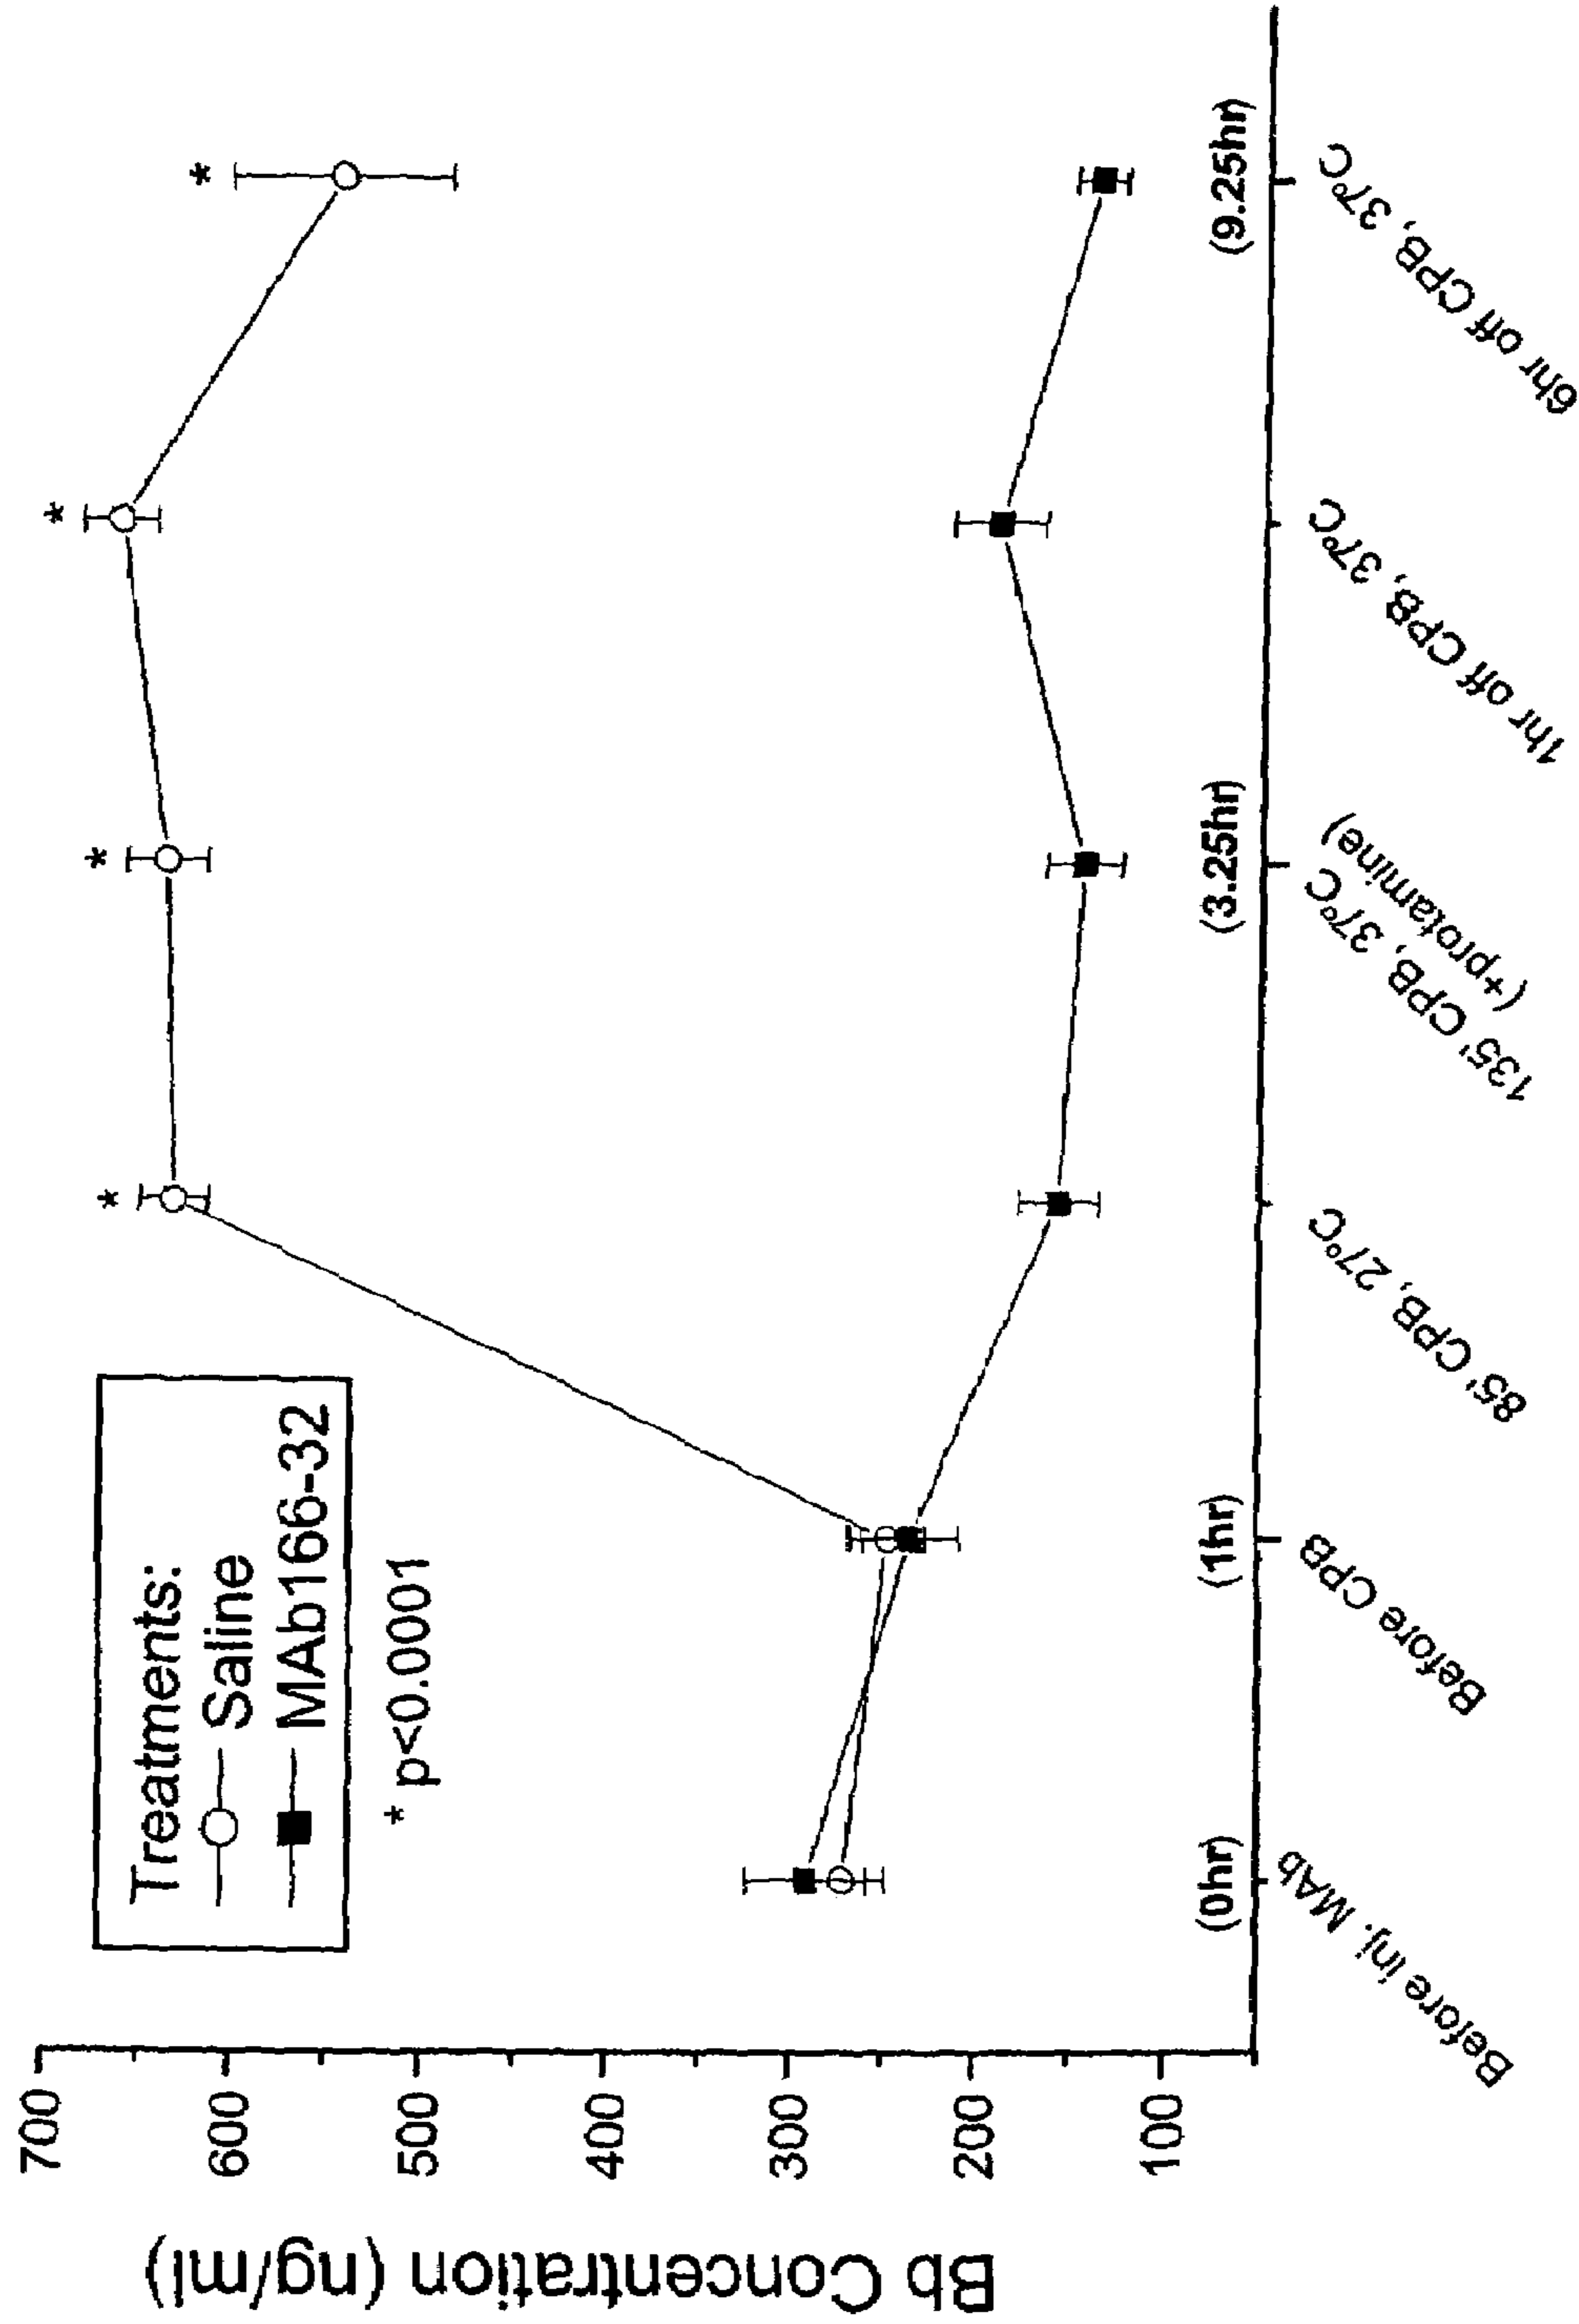 Bb Concentration (ng/ml)
700
600
500
400
300
200
100
Treatments:
Saline
MAb166-32
* p<0.0001
*
*
*
*
(0hr)
(1hr)
(3.25hr)
(9.25hr)
Before inj. MAb
Before CPB
85' CPB, 27°C
135' CPB, 37°C
(+protamine)
1hr off CPB, 37°C
6hr off CPB, 37°C